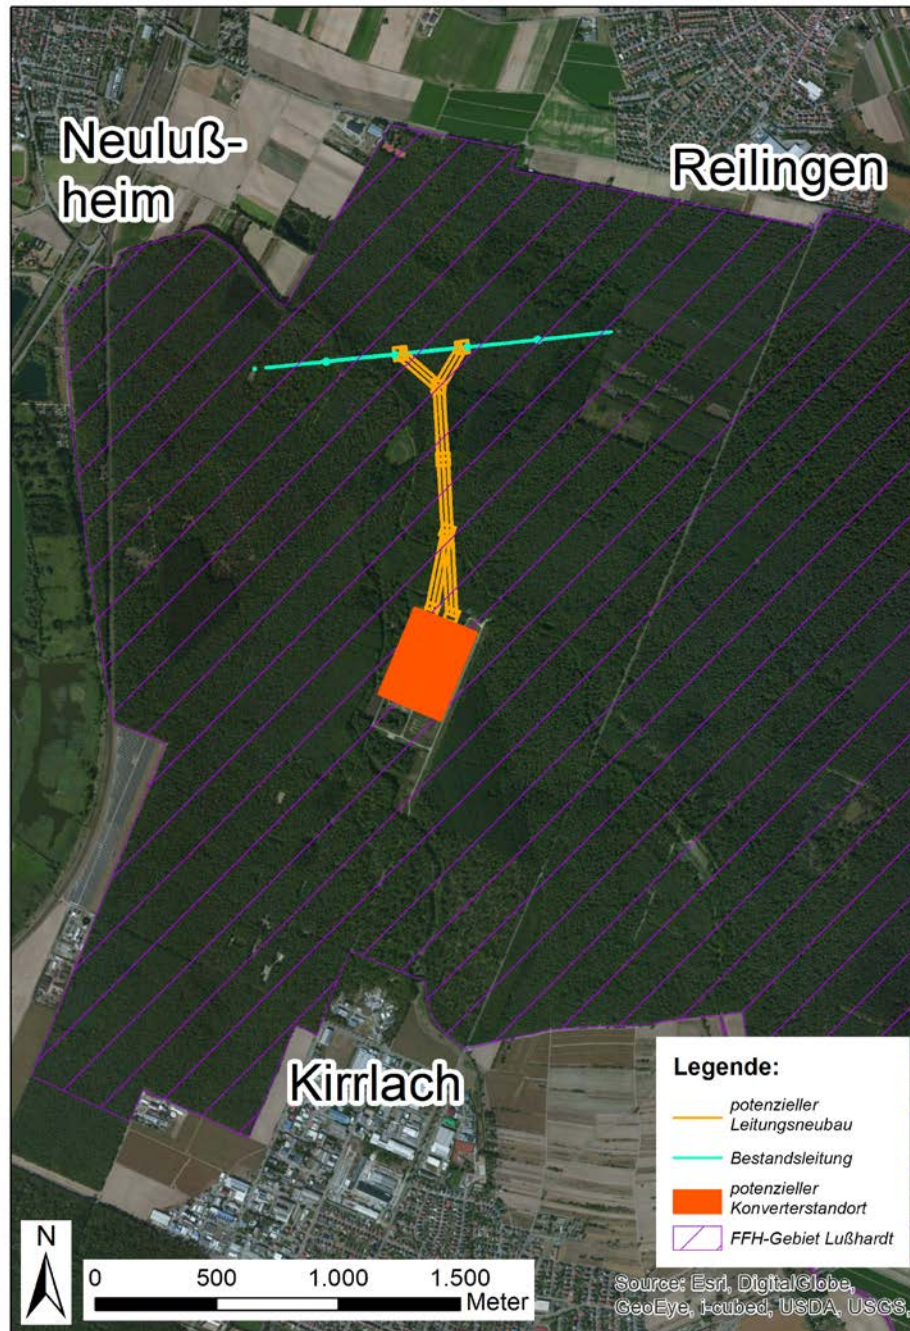 Neuluß-
heim
Reilingen
Kirrlach
Legende:
potenzieller
Leitungsneubau
Bestandsleitung
potenzieller
Konverterstandort
FFH-Gebiet Lußhardt
N
0 500 1.000 1.500
Meter
Source: Esri, DigitalGlobe,
GeoEye, i-cubed, USDA, USGS,